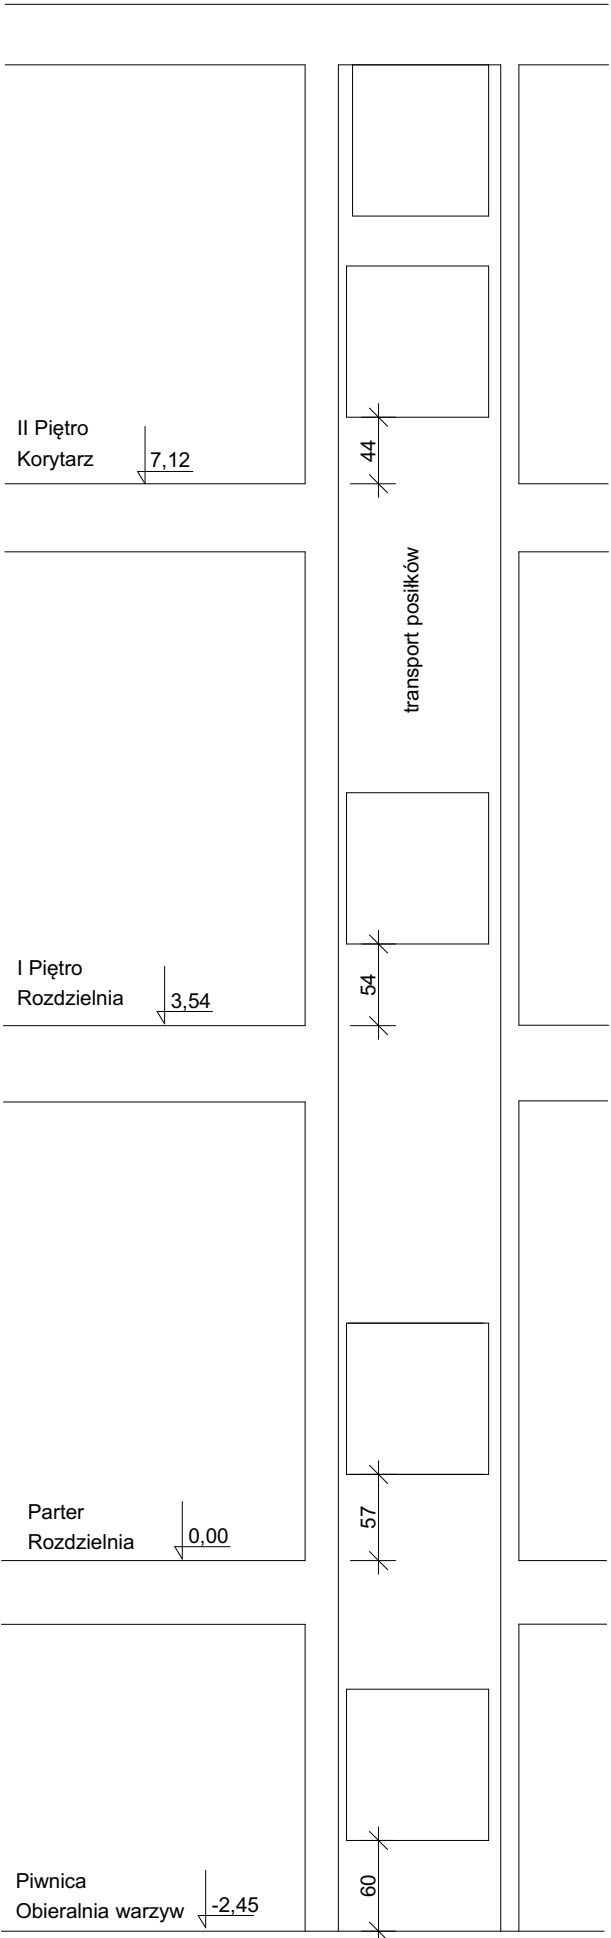 II Piętro
Korytarz
7,12
44
transport posiłków
I Piętro
Rozdzielnia
3,54
54
Parter
Rozdzielnia
0,00
57
Piwnica
Obieralnia warzyw
-2,45
60